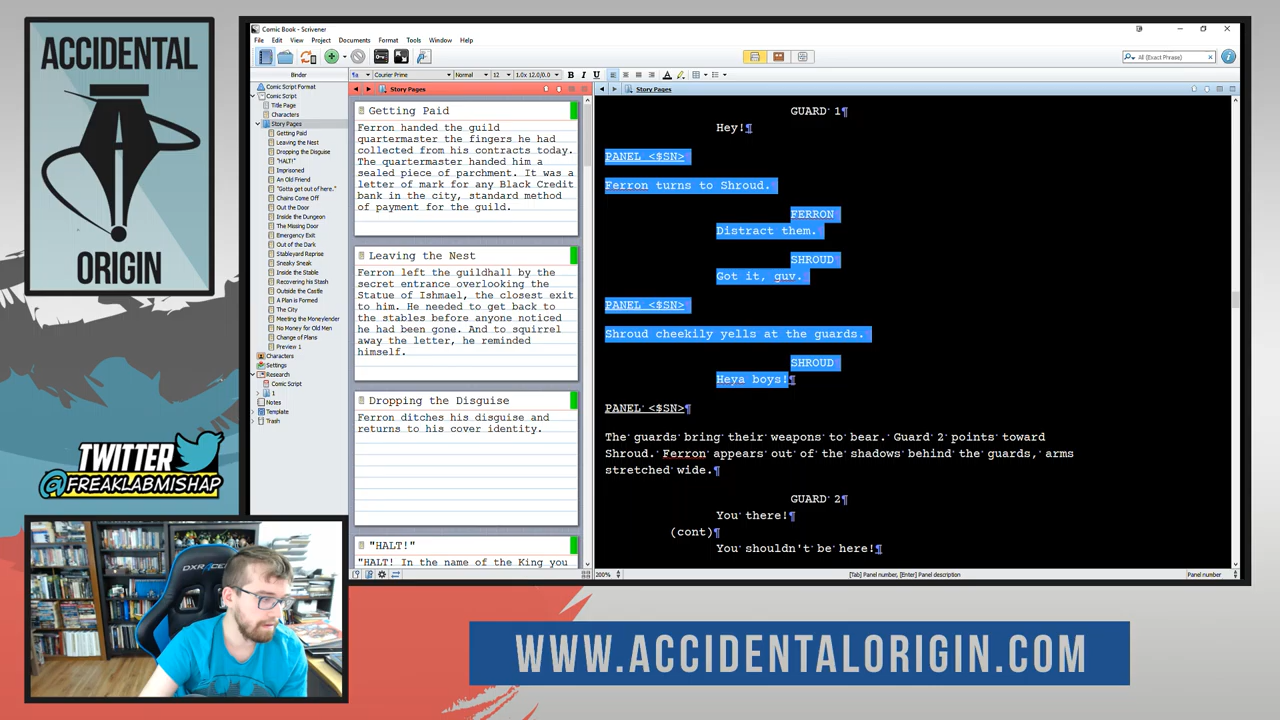 ACCIDENTAL
ORIGIN
TWITTER
@FREAKLABMISHAP
Comic Book - Scrivener
File Edit View Project Documents Format Tools Window Help
All (Exact Phrase)
Binder
Courier Prime Normal 12 1.0x 12.0/0.0 B I U A
Comic Script Format
Comic Script
Title Page
Characters
Story Pages
Getting Paid
Leaving the Nest
Dropping the Disguise
"HALT!"
Imprisoned
An Old Friend
"Gotta get out of here."
Chains Come Off
Out the Door
Inside the Dungeon
The Missing Door
Emergency Exit
Out of the Dark
Stableyard Reprise
Sneaky Sneak
Inside the Stable
Recovering his Stash
Outside the Castle
A Plan is Formed
The City
Meeting the Moneylender
No Money for Old Men
Change of Plans
Preview 1
Characters
Settings
Research
Comic Script
1
Notes
Template
Trash
Story Pages
Getting Paid
Ferron handed the guild
quartermaster the fingers he had
collected from his contracts today.
The quartermaster handed him a
sealed piece of parchment. It was a
letter of mark for any Black Credit
bank in the city, standard method
of payment for the guild.
Leaving the Nest
Ferron left the guildhall by the
secret entrance overlooking the
Statue of Ishmael, the closest exit
to him. He needed to get back to
the stables before anyone noticed
he had been gone. And to squirrel
away the letter, he reminded
himself.
Dropping the Disguise
Ferron ditches his disguise and
returns to his cover identity.
"HALT!"
"HALT! In the name of the King you
Story Pages
GUARD 1¶
Hey!¶
PANEL <$SN>
Ferron turns to Shroud.
FERRON
Distract them.
SHROUD
Got it, guv.
PANEL <$SN>
Shroud cheekily yells at the guards.
SHROUD
Heya boys!¶
PANEL <$SN>¶
The guards bring their weapons to bear. Guard 2 points toward
Shroud. Ferron appears out of the shadows behind the guards, arms
stretched wide.¶
GUARD 2¶
You there!¶
(cont)¶
You shouldn't be here!¶
200% [Tab] Panel number, [Enter] Panel description Panel number
WWW.ACCIDENTALORIGIN.COM